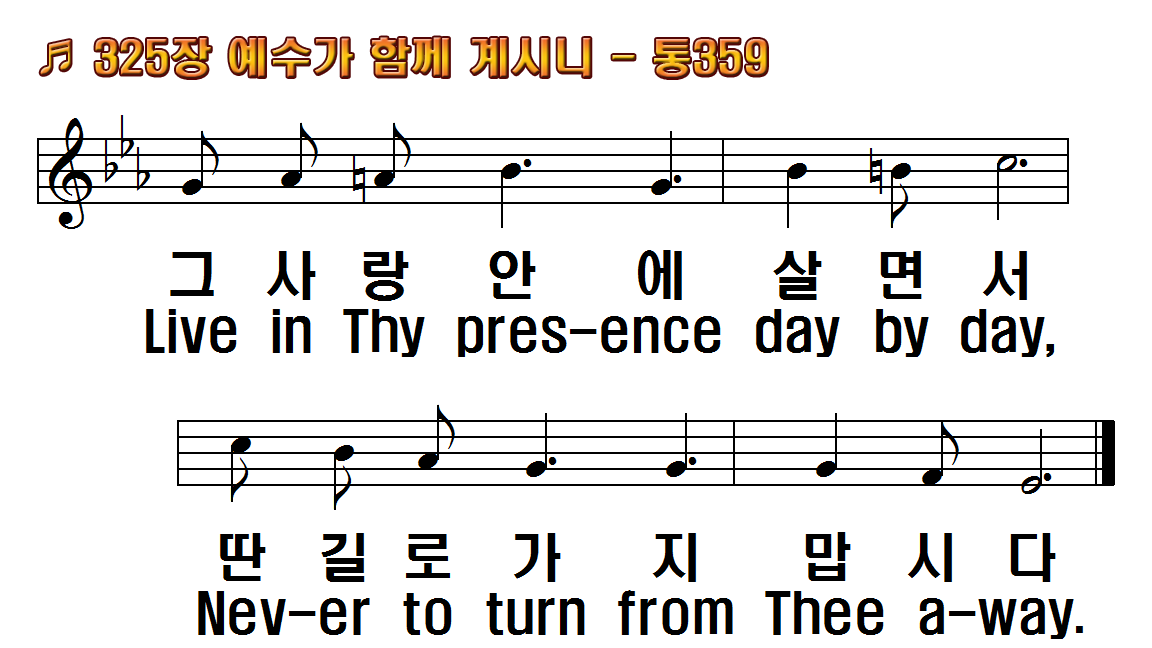 325장 예수가 함께 계시니 - 통359
그 사 랑 안 에 살 면 서
Live in Thy pres-ence day by day,
딴 길 로 가 지 맙 시 다
Nev-er to turn from Thee a-way.